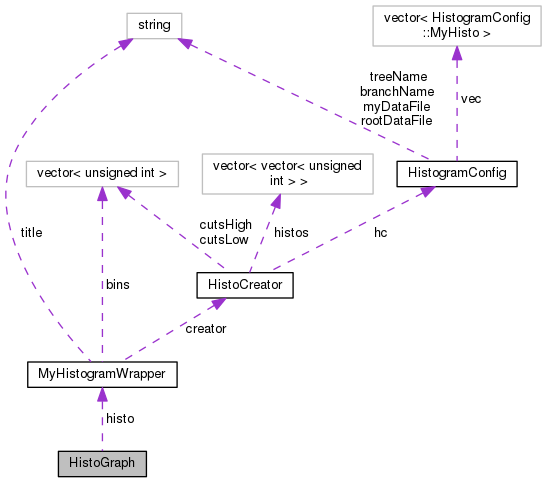 string
vector< HistogramConfig
::MyHisto >
treeName
branchName
myDataFile
rootDataFile
vec
vector< unsigned int >
vector< vector< unsigned
int > >
HistogramConfig
title
cutsHigh
cutsLow
histos
hc
bins
HistoCreator
creator
MyHistogramWrapper
histo
HistoGraph